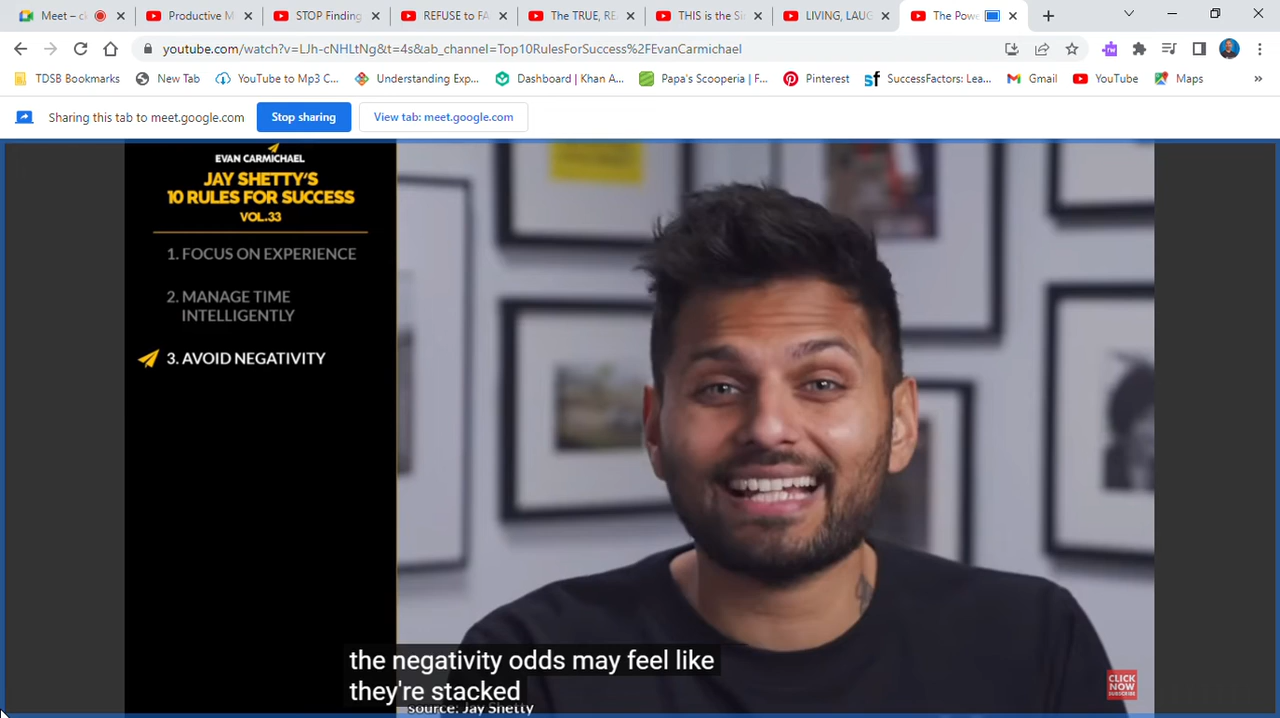 Meet – c
Productive M
STOP Finding
REFUSE to FA
The TRUE, RE
THIS is the Si
LIVING, LAUG
The Powe
youtube.com/watch?v=LJh-cNHLtNg&t=4s&ab_channel=Top10RulesForSuccess%2FEvanCarmichael
TDSB Bookmarks
New Tab
YouTube to Mp3 C...
Understanding Exp...
Dashboard | Khan A...
Papa's Scooperia | F...
Pinterest
SuccessFactors: Lea...
Gmail
YouTube
Maps
Sharing this tab to meet.google.com
Stop sharing
View tab: meet.google.com
EVAN CARMICHAEL
JAY SHETTY'S
10 RULES FOR SUCCESS
VOL.33
1. FOCUS ON EXPERIENCE
2. MANAGE TIME
INTELLIGENTLY
3. AVOID NEGATIVITY
the negativity odds may feel like
they're stacked
source: Jay Shetty
CLICK
NOW
SUBSCRIBE